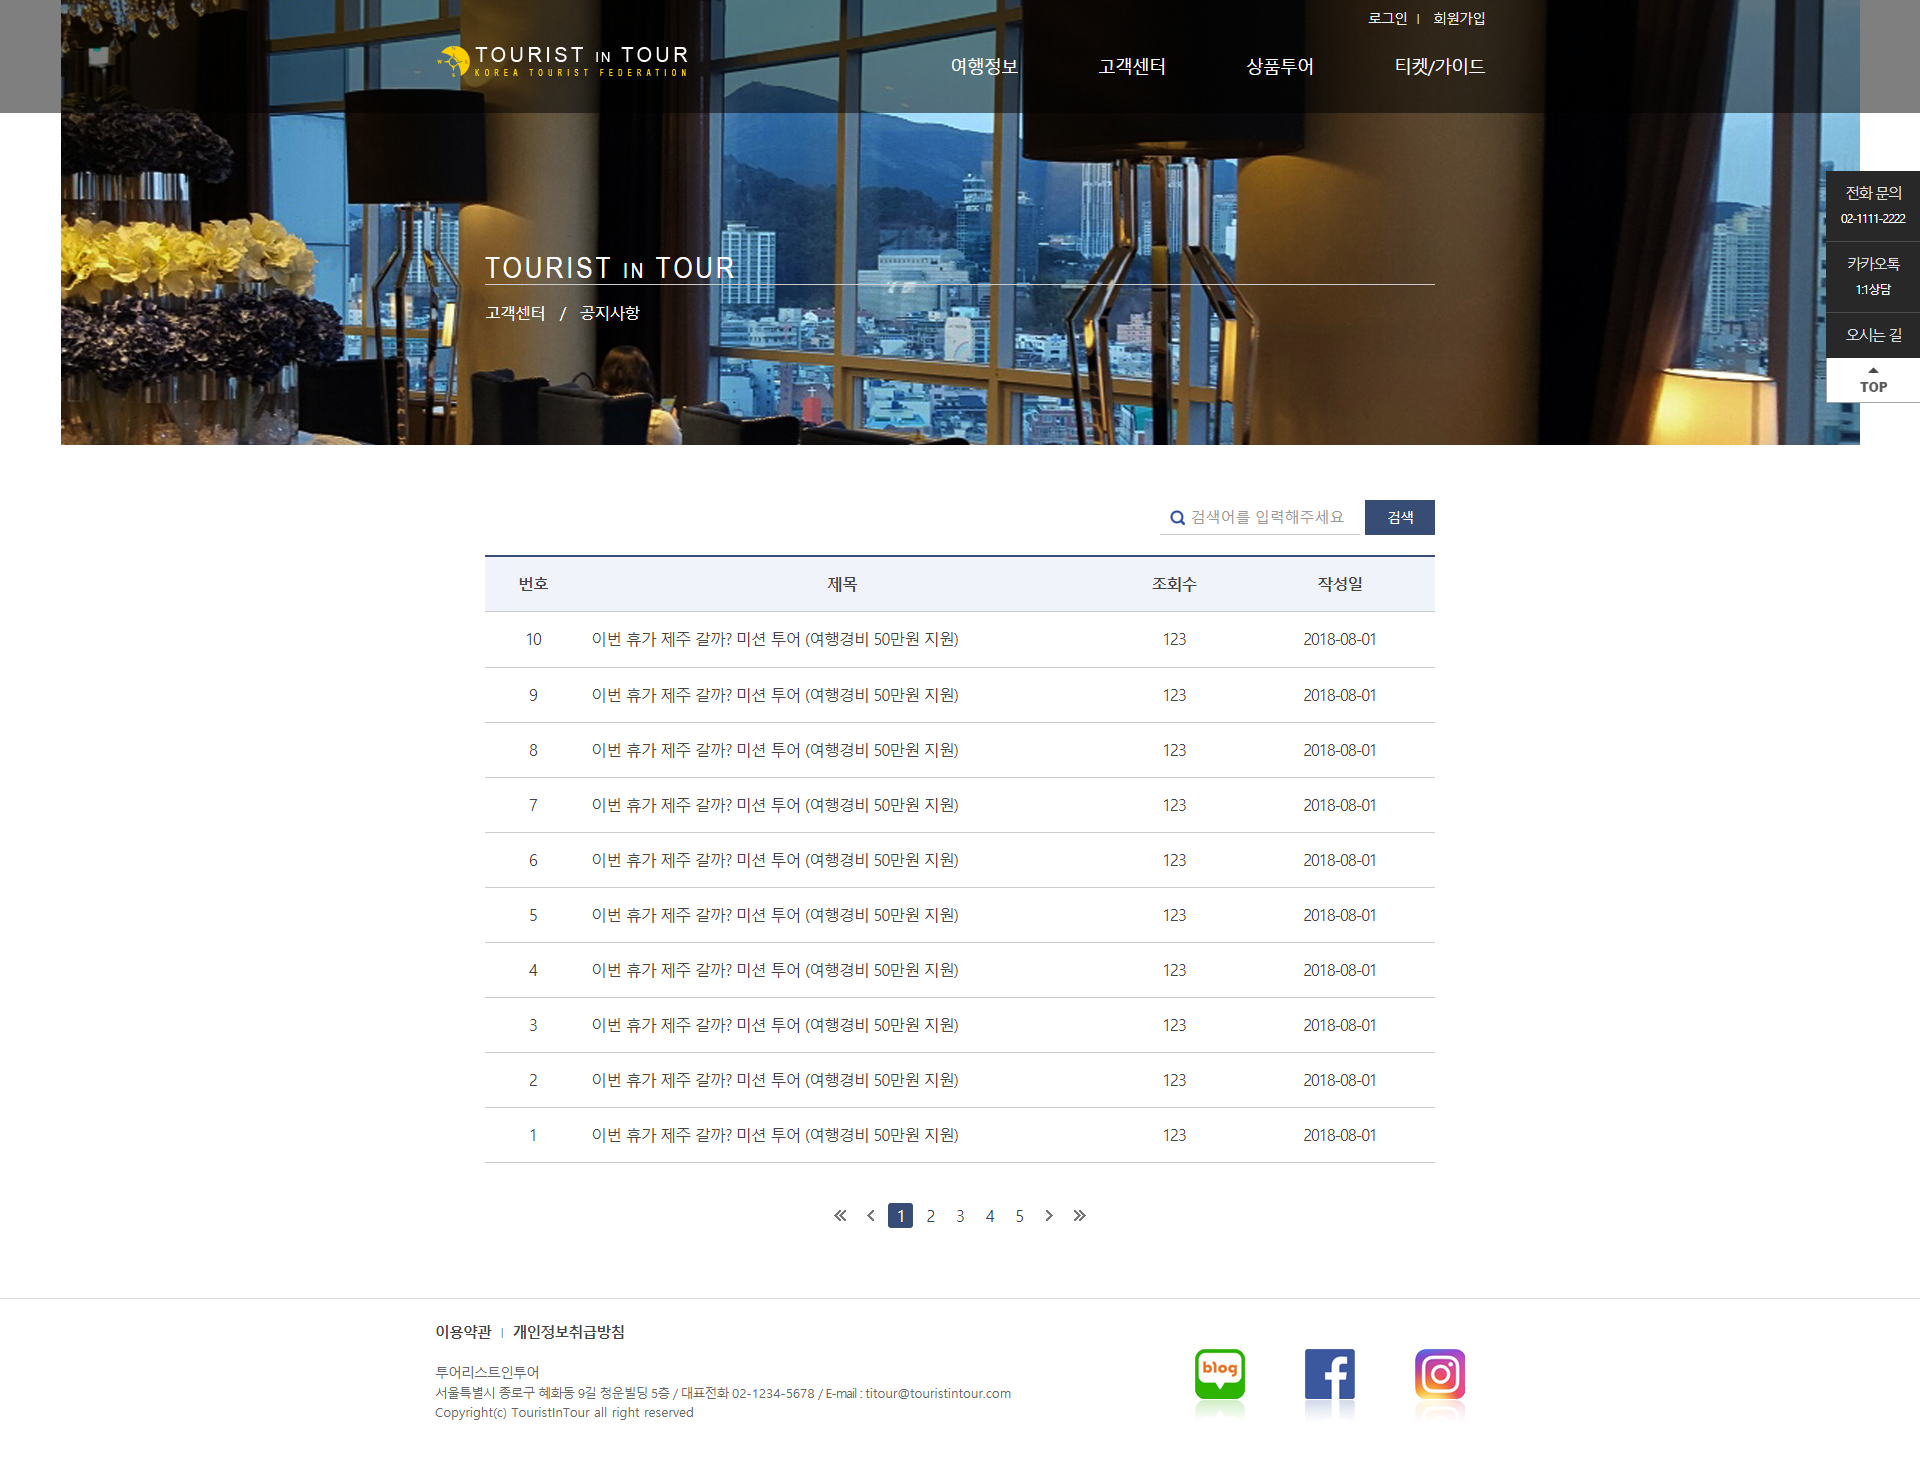 로그인 | 회원가입
TOURIST IN TOUR
KOREA TOURIST FEDERATION
여행정보 고객센터 상품투어 티켓/가이드
전화 문의
02-1111-2222
카카오톡
1:1상담
오시는 길
TOP
TOURIST IN TOUR
고객센터 / 공지사항
검색어를 입력해주세요 검색
번호 제목 조회수 작성일
10 이번 휴가 제주 갈까? 미션 투어 (여행경비 50만원 지원) 123 2018-08-01
9 이번 휴가 제주 갈까? 미션 투어 (여행경비 50만원 지원) 123 2018-08-01
8 이번 휴가 제주 갈까? 미션 투어 (여행경비 50만원 지원) 123 2018-08-01
7 이번 휴가 제주 갈까? 미션 투어 (여행경비 50만원 지원) 123 2018-08-01
6 이번 휴가 제주 갈까? 미션 투어 (여행경비 50만원 지원) 123 2018-08-01
5 이번 휴가 제주 갈까? 미션 투어 (여행경비 50만원 지원) 123 2018-08-01
4 이번 휴가 제주 갈까? 미션 투어 (여행경비 50만원 지원) 123 2018-08-01
3 이번 휴가 제주 갈까? 미션 투어 (여행경비 50만원 지원) 123 2018-08-01
2 이번 휴가 제주 갈까? 미션 투어 (여행경비 50만원 지원) 123 2018-08-01
1 이번 휴가 제주 갈까? 미션 투어 (여행경비 50만원 지원) 123 2018-08-01
1 2 3 4 5
이용약관 | 개인정보취급방침
투어리스트인투어
서울특별시 종로구 혜화동 9길 청운빌딩 5층 / 대표전화 02-1234-5678 / E-mail : titour@touristintour.com
Copyright(c) TouristInTour all right reserved
blog